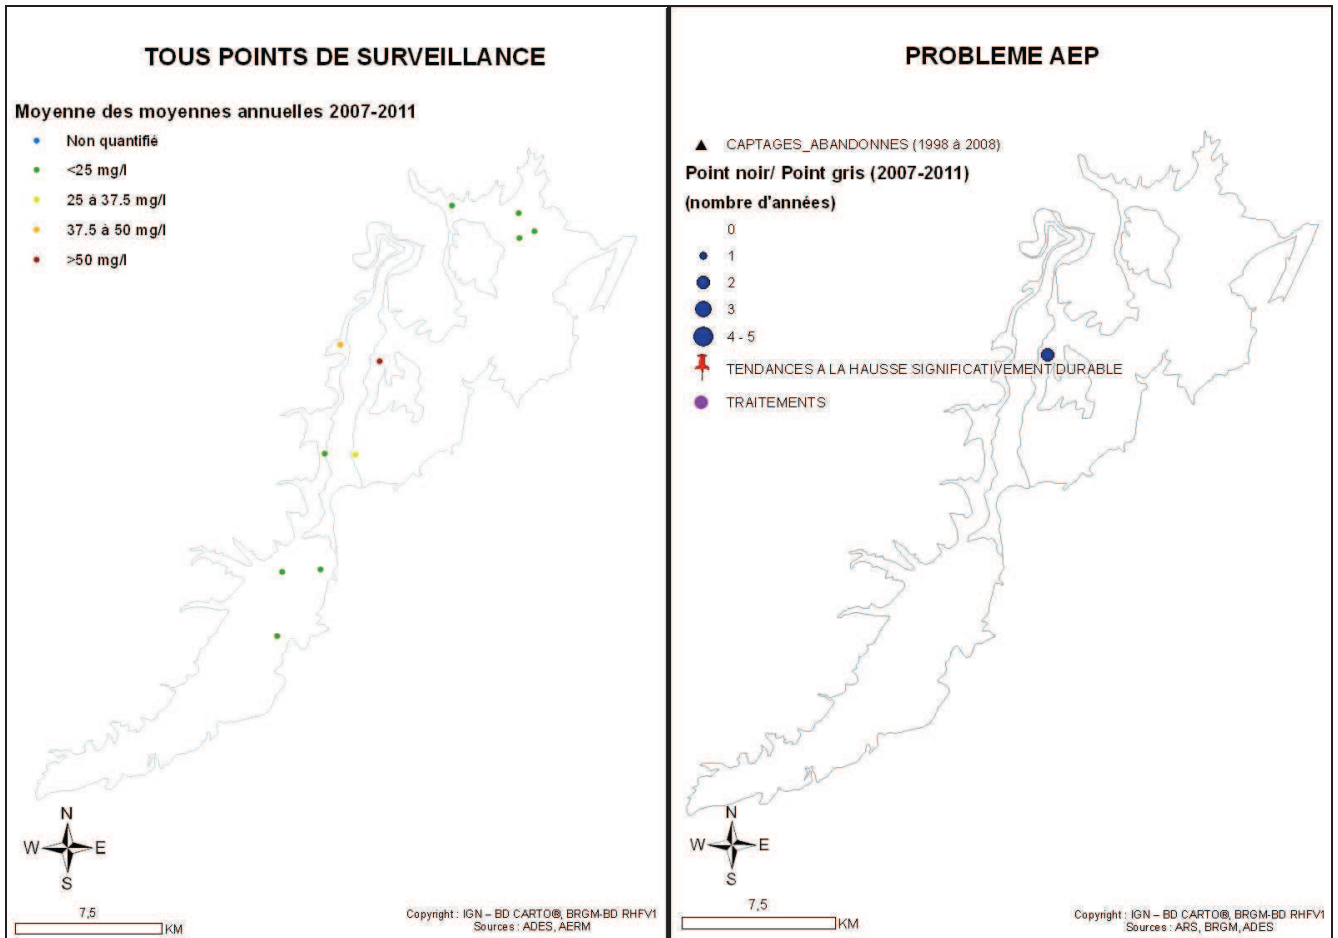 TOUS POINTS DE SURVEILLANCE
Moyenne des moyennes annuelles 2007-2011
Non quantifié
<25 mg/l
25 à 37.5 mg/l
37.5 à 50 mg/l
>50 mg/l
N
W E
S
7,5
KM
Copyright : IGN – BD CARTO®, BRGM-BD RHFV1
Sources : ADES, AERM
PROBLEME AEP
CAPTAGES_ABANDONNES (1998 à 2008)
Point noir/ Point gris (2007-2011)
(nombre d'années)
0
1
2
3
4 - 5
TENDANCES A LA HAUSSE SIGNIFICATIVEMENT DURABLE
TRAITEMENTS
N
W E
S
7,5
KM
Copyright : IGN – BD CARTO®, BRGM-BD RHFV1
Sources : ARS, BRGM, ADES